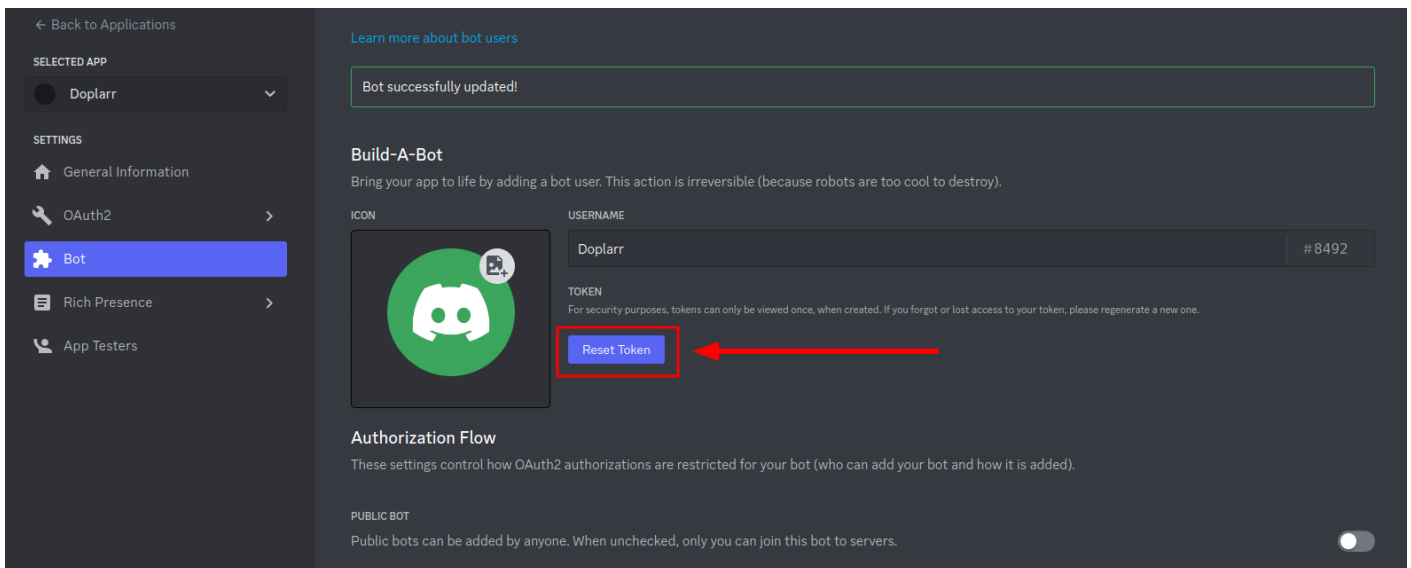 ← Back to Applications
SELECTED APP
Doplarr
SETTINGS
General Information
OAuth2
Bot
Rich Presence
App Testers
Learn more about bot users
Bot successfully updated!
Build-A-Bot
Bring your app to life by adding a bot user. This action is irreversible (because robots are too cool to destroy).
ICON
USERNAME
Doplarr #8492
TOKEN
For security purposes, tokens can only be viewed once, when created. If you forgot or lost access to your token, please regenerate a new one.
Reset Token
Authorization Flow
These settings control how OAuth2 authorizations are restricted for your bot (who can add your bot and how it is added).
PUBLIC BOT
Public bots can be added by anyone. When unchecked, only you can join this bot to servers.